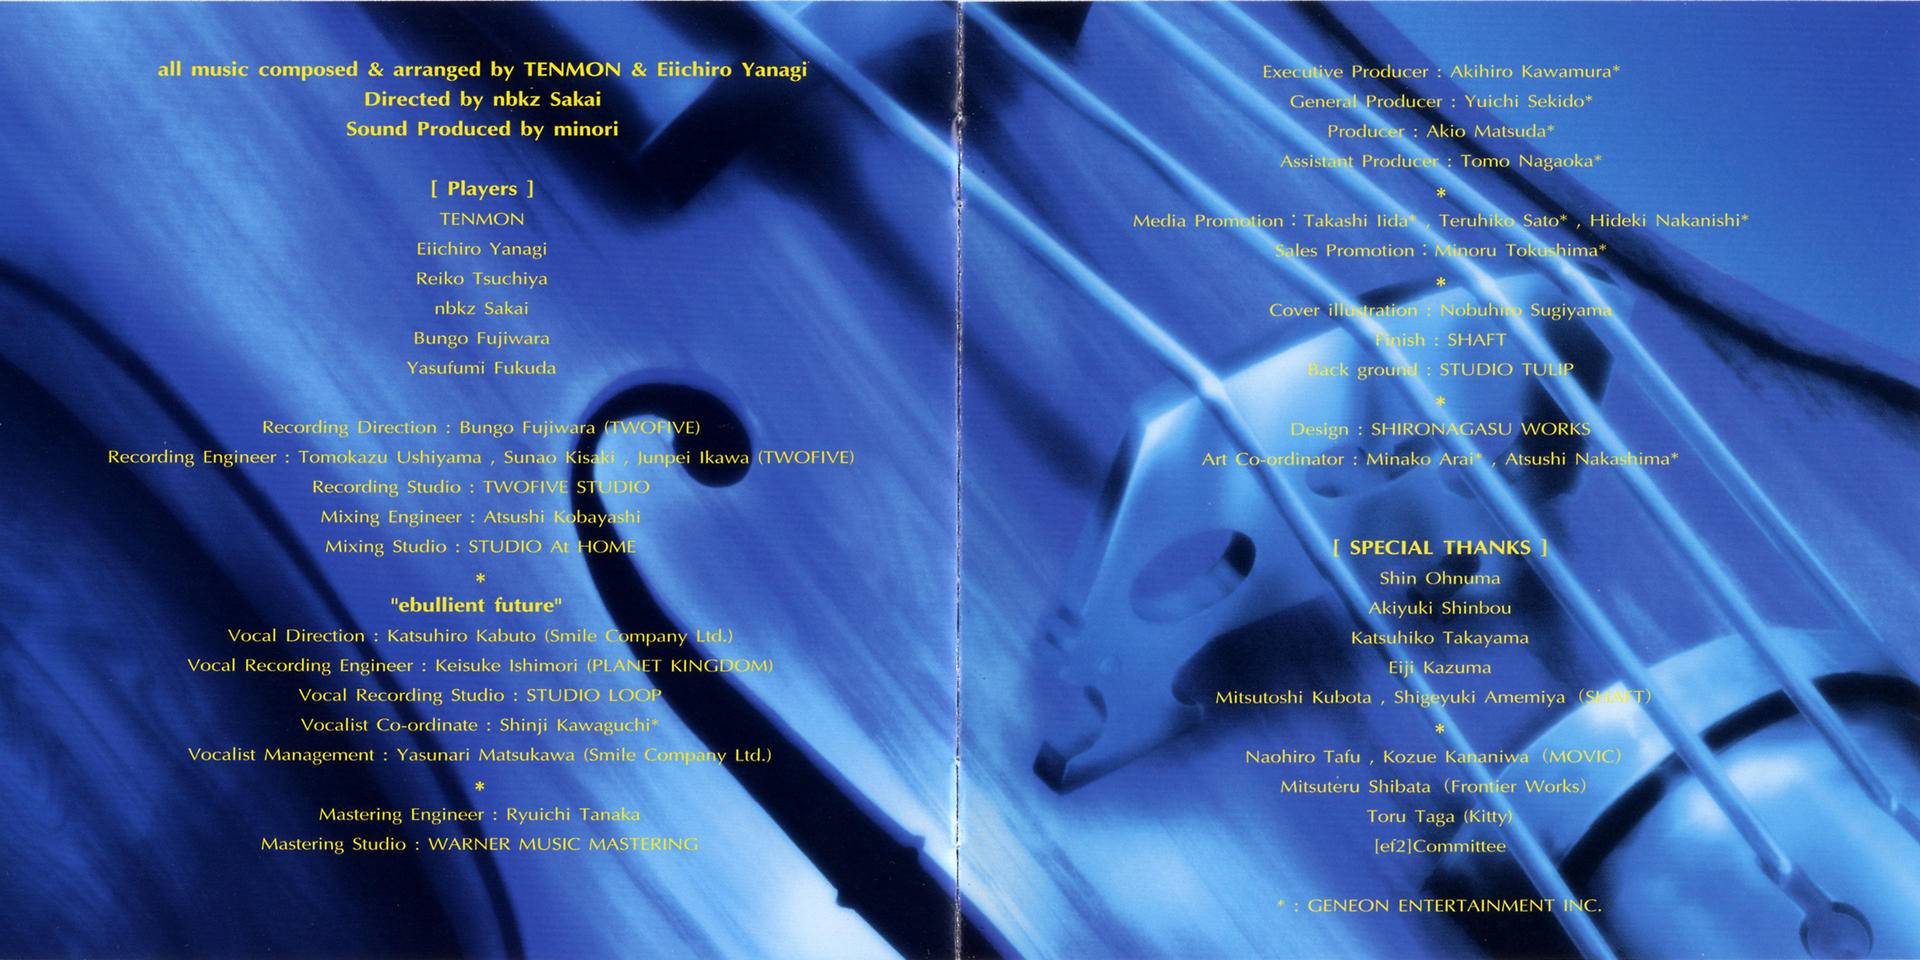 all music composed & arranged by TENMON & Eiichiro Yanagi
Directed by nbkz Sakai
Sound Produced by minori
[ Players ]
TENMON
Eiichiro Yanagi
Reiko Tsuchiya
nbkz Sakai
Bungo Fujiwara
Yasufumi Fukuda
Recording Direction : Bungo Fujiwara (TWOFIVE)
Recording Engineer : Tomokazu Ushiyama , Sunao Kisaki , Junpei Ikawa (TWOFIVE)
Recording Studio : TWOFIVE STUDIO
Mixing Engineer : Atsushi Kobayashi
Mixing Studio : STUDIO At HOME
*
"ebullient future"
Vocal Direction : Katsuhiro Kabuto (Smile Company Ltd.)
Vocal Recording Engineer : Keisuke Ishimori (PLANET KINGDOM)
Vocal Recording Studio : STUDIO LOOP
Vocalist Co-ordinate : Shinji Kawaguchi*
Vocalist Management : Yasunari Matsukawa (Smile Company Ltd.)
*
Mastering Engineer : Ryuichi Tanaka
Mastering Studio : WARNER MUSIC MASTERING
Executive Producer : Akihiro Kawamura*
General Producer : Yuichi Sekido*
Producer : Akio Matsuda*
Assistant Producer : Tomo Nagaoka*
*
Media Promotion : Takashi Iida* , Teruhiko Sato* , Hideki Nakanishi*
Sales Promotion : Minoru Tokushima*
*
Cover illustration : Nobuhiro Sugiyama
Finish : SHAFT
Back ground : STUDIO TULIP
*
Design : SHIRONAGASU WORKS
Art Co-ordinator : Minako Arai* , Atsushi Nakashima*
[ SPECIAL THANKS ]
Shin Ohnuma
Akiyuki Shinbou
Katsuhiko Takayama
Eiji Kazuma
Mitsutoshi Kubota , Shigeyuki Amemiya (SHAFT)
*
Naohiro Tafu , Kozue Kananiwa (MOVIC)
Mitsuteru Shibata (Frontier Works)
Toru Taga (Kitty)
[ef2]Committee
* : GENEON ENTERTAINMENT INC.